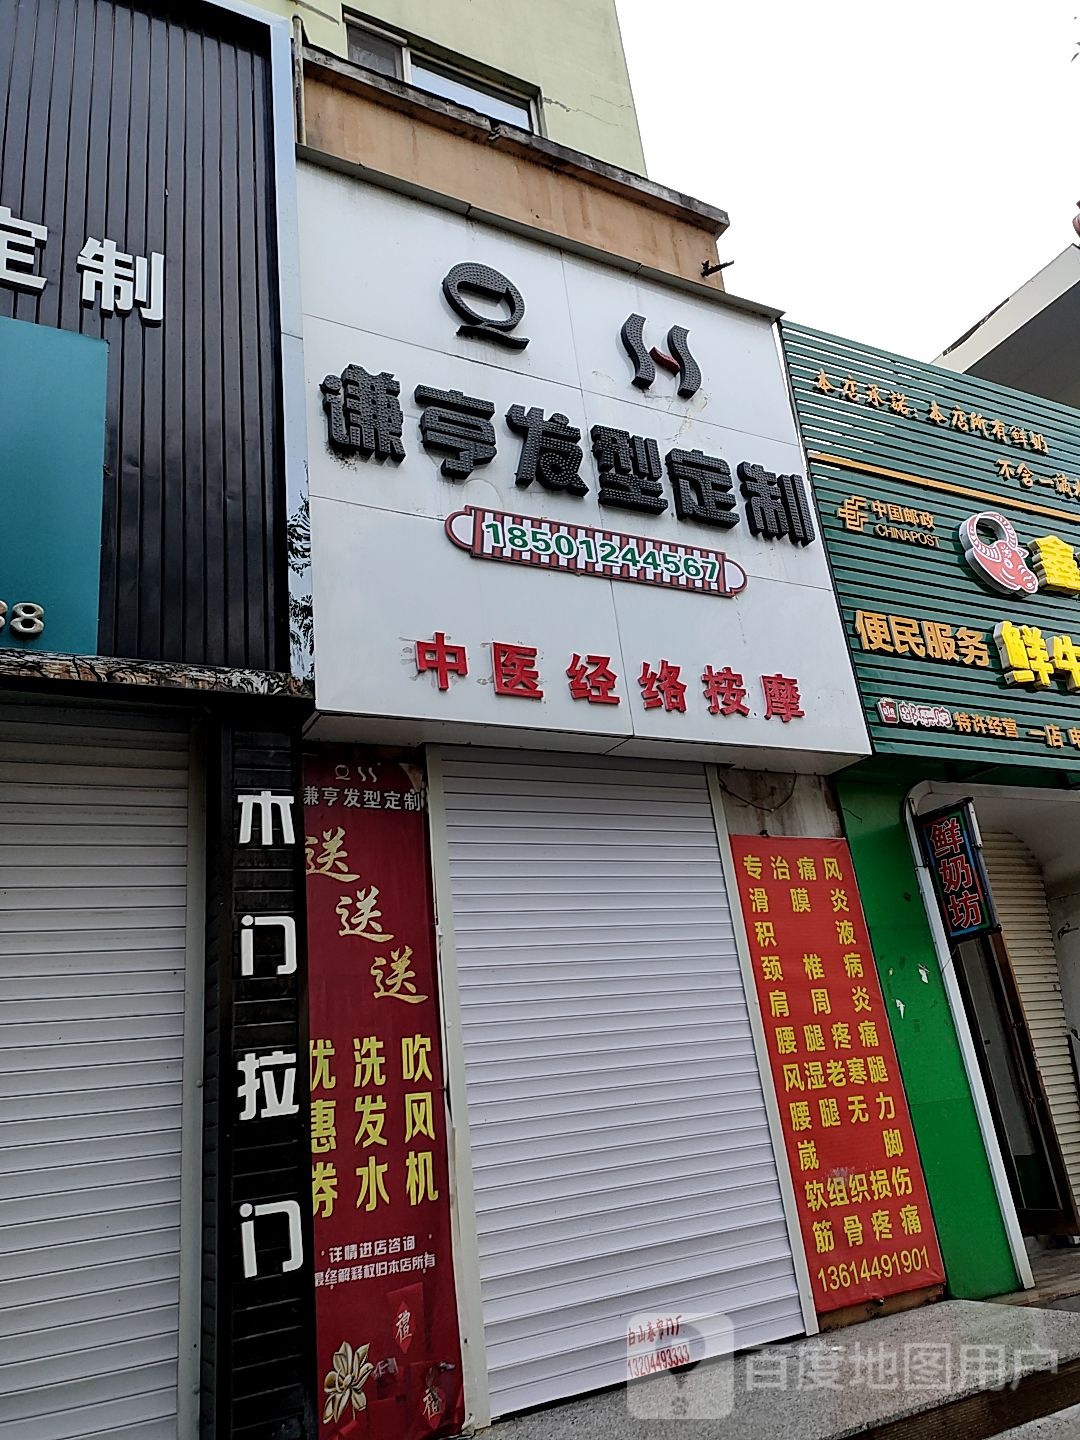 定制
88
木门拉门
谦亨发型定制
18501244567
中医经络按摩
谦亨发型定制
送
送
送
吹风机
洗发水
优惠券
·详情进店咨询·
最终解释权归本店所有
禮
福
专治痛风
滑膜炎
积液
颈椎病
肩周炎
腰腿疼痛
风湿老寒腿
腰腿无力
崴脚
软组织损伤
筋骨疼痛
13614491901
13204493333
本店承諾:本店所有鲜奶
不含一滴
中国邮政
CHINAPOST
鑫
便民服务
鲜牛
特许经营 一店
鲜奶坊
百度地图用户